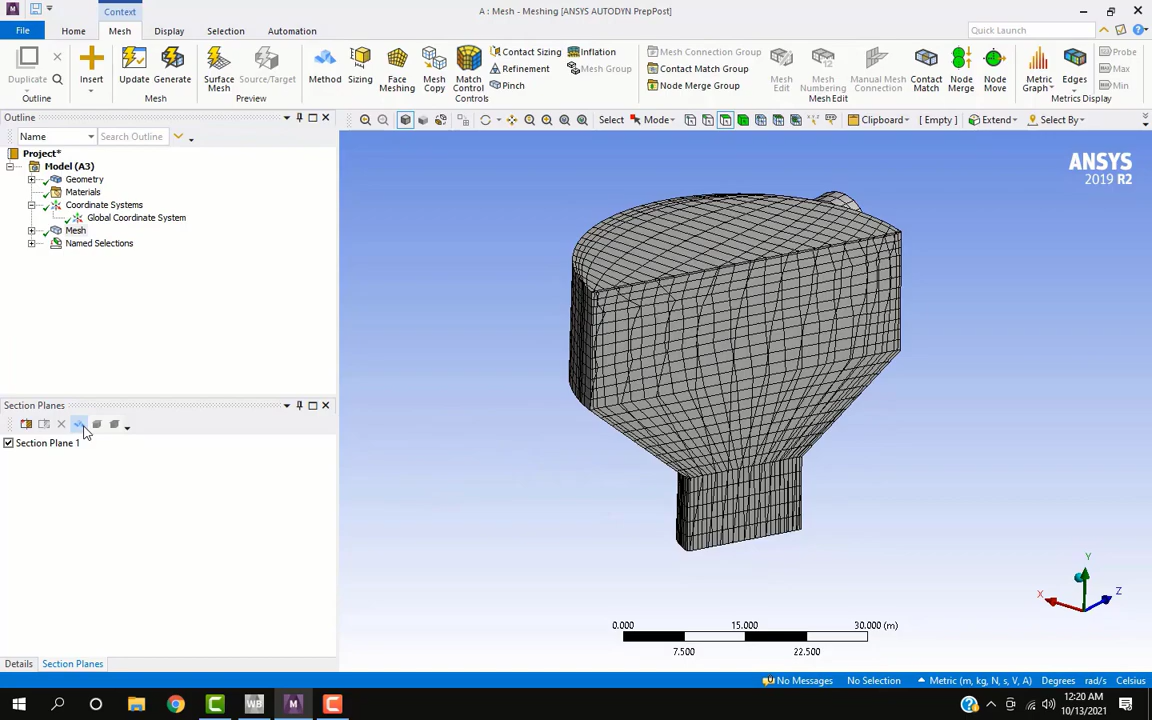 Context
A : Mesh - Meshing [ANSYS AUTODYN PrepPost]
File
Home
Mesh
Display
Selection
Automation
Quick Launch
Duplicate
Outline
Insert
Update
Generate
Mesh
Surface
Mesh
Source/Target
Preview
Method
Sizing
Face
Meshing
Mesh
Copy
Match
Control
Contact Sizing
Refinement
Pinch
Inflation
Mesh Group
Controls
Mesh Connection Group
Contact Match Group
Node Merge Group
Mesh
Edit
Mesh
Numbering
Manual Mesh
Connection
Contact
Match
Node
Merge
Node
Move
Mesh Edit
Metric
Graph
Edges
Probe
Max
Min
Metrics Display
Outline
Name
Search Outline
Select
Mode
Clipboard
[ Empty ]
Extend
Select By
Project*
Model (A3)
Geometry
Materials
Coordinate Systems
Global Coordinate System
Mesh
Named Selections
ANSYS
2019 R2
Section Planes
Section Plane 1
Y
X
Z
0.000
15.000
30.000 (m)
7.500
22.500
Details
Section Planes
No Messages
No Selection
Metric (m, kg, N, s, V, A)
Degrees
rad/s
Celsius
WB
M
12:20 AM
10/13/2021